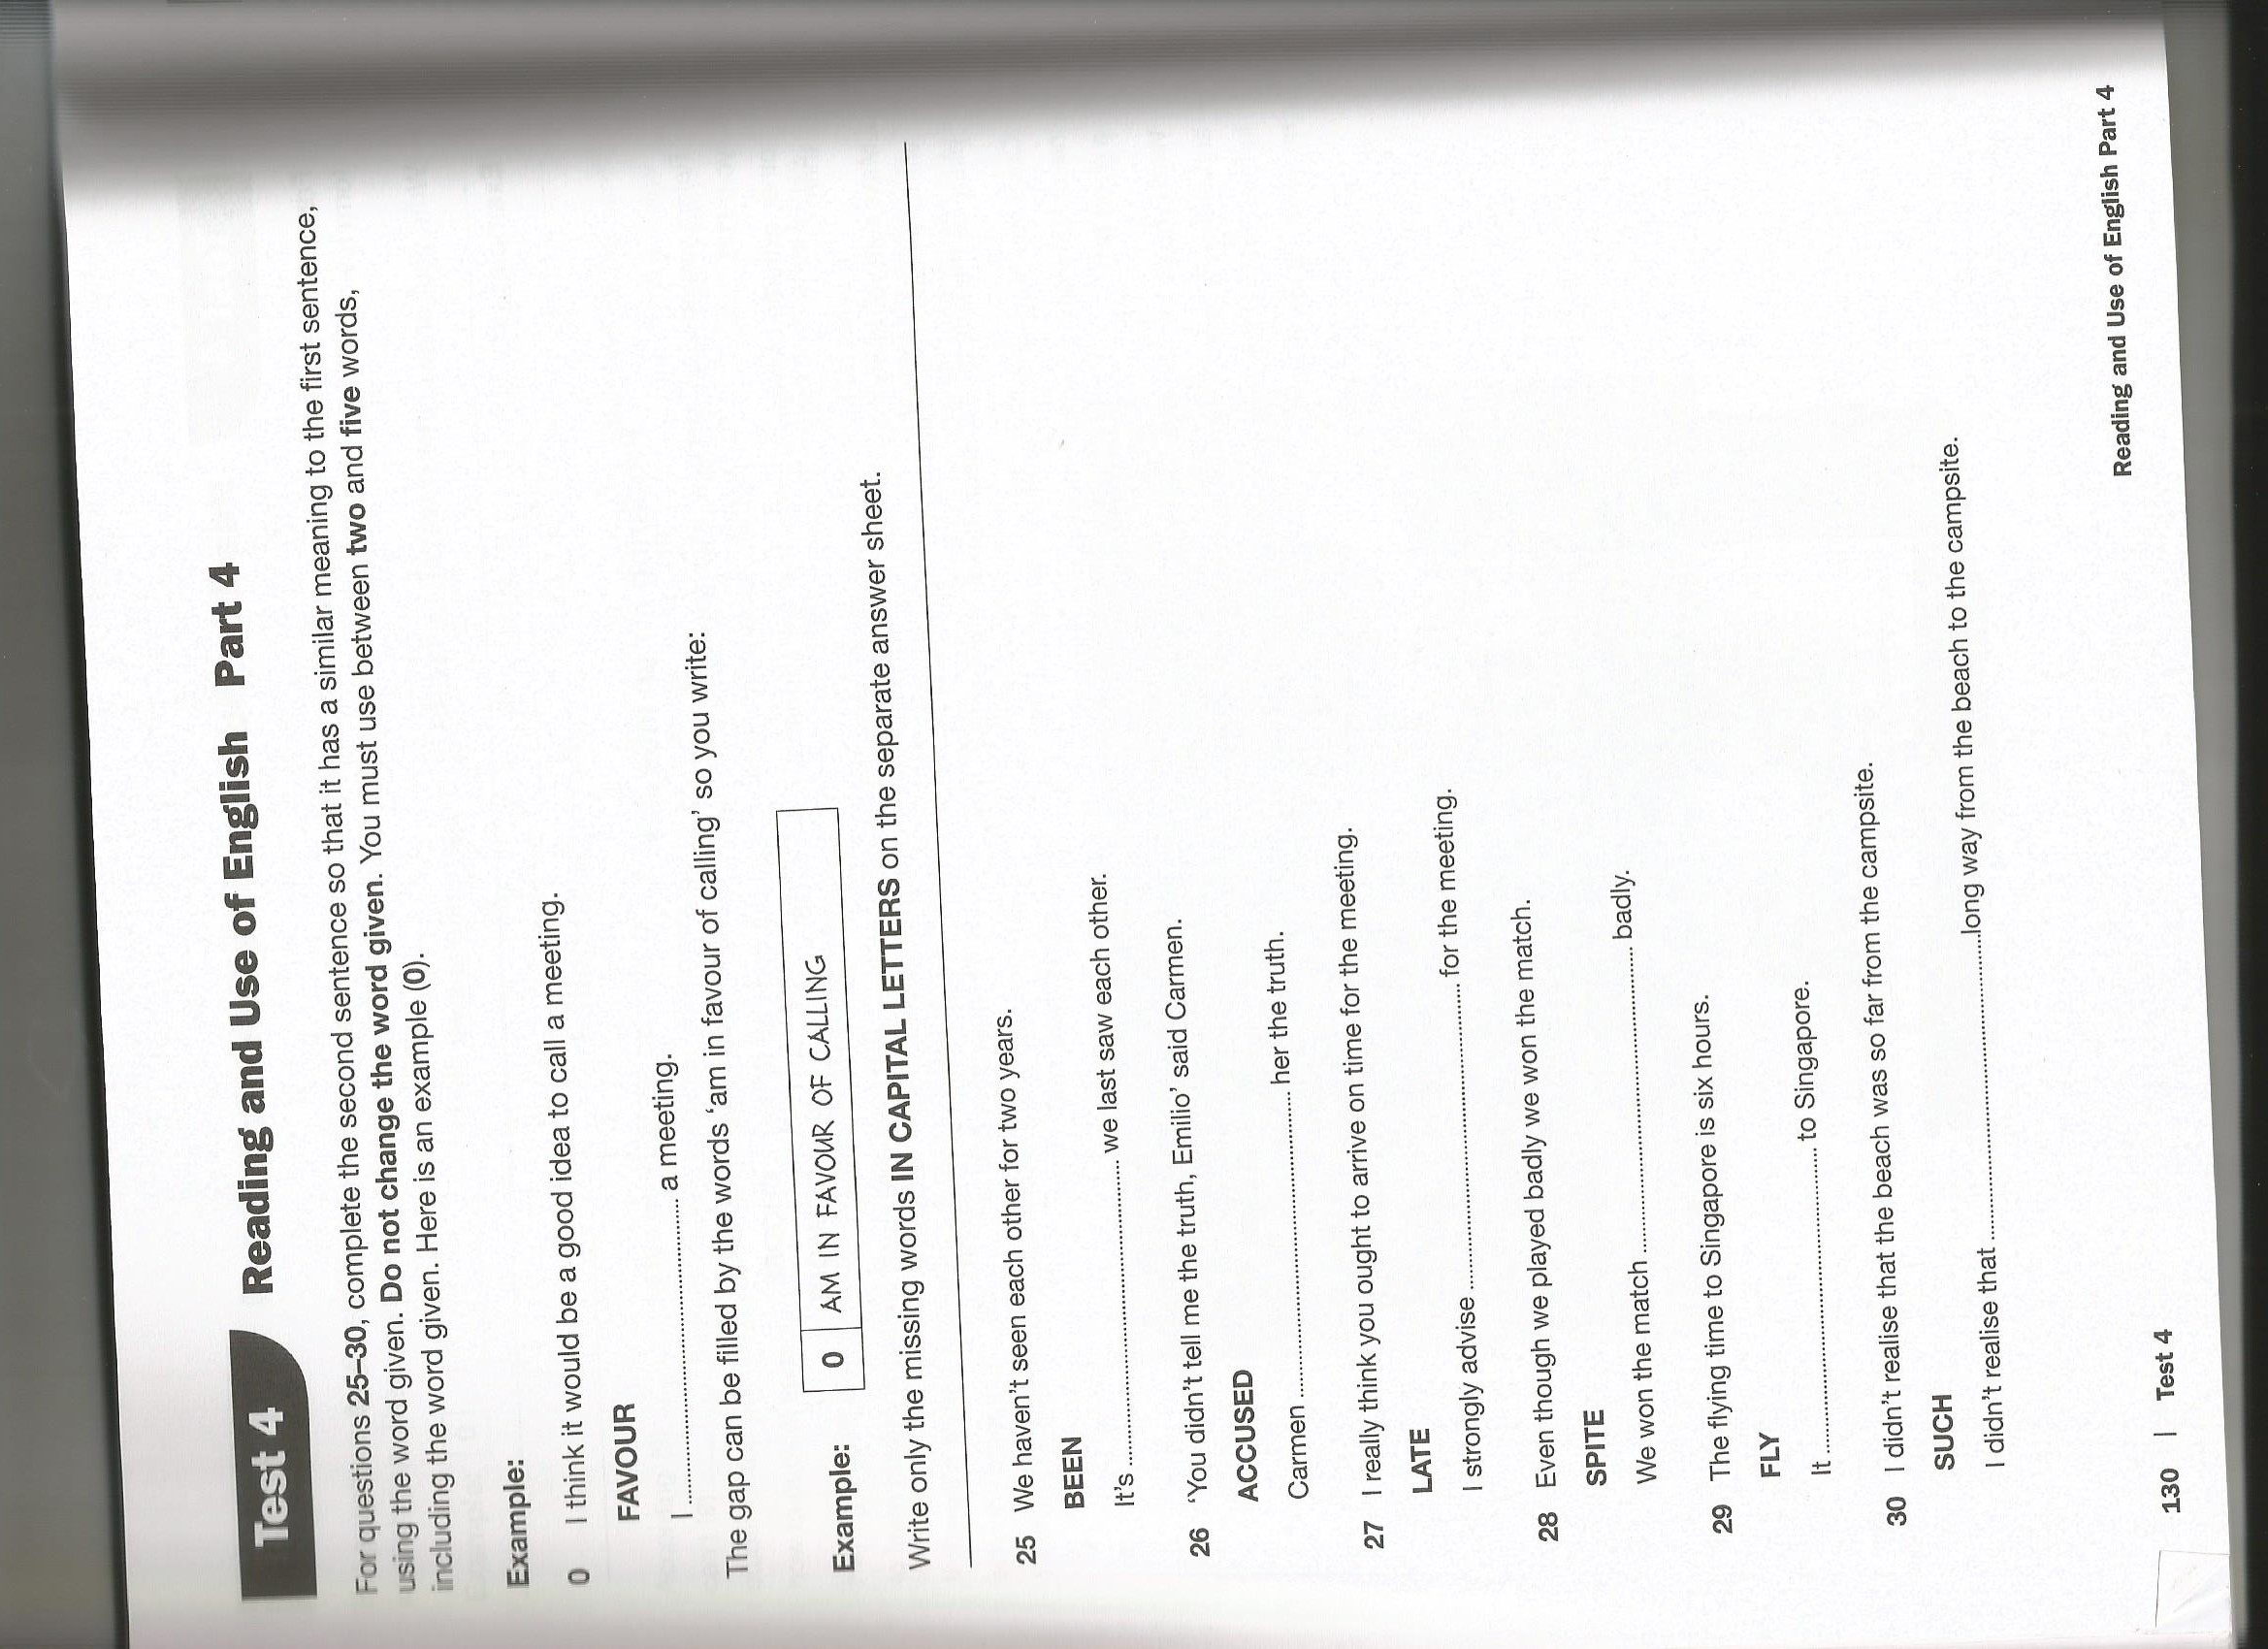 Test 4
Reading and Use of English Part 4
For questions 25–30, complete the second sentence so that it has a similar meaning to the first sentence,
using the word given. Do not change the word given. You must use between two and five words,
including the word given. Here is an example (0).
Example:
0 I think it would be a good idea to call a meeting.
FAVOUR
I ............................................... a meeting.
The gap can be filled by the words ‘am in favour of calling’ so you write:
Example: 0 AM IN FAVOUR OF CALLING
Write only the missing words IN CAPITAL LETTERS on the separate answer sheet.
25 We haven’t seen each other for two years.
BEEN
It’s ............................................... we last saw each other.
26 ‘You didn’t tell me the truth, Emilio’ said Carmen.
ACCUSED
Carmen ............................................... her the truth.
27 I really think you ought to arrive on time for the meeting.
LATE
I strongly advise ............................................... for the meeting.
28 Even though we played badly we won the match.
SPITE
We won the match ............................................... badly.
29 The flying time to Singapore is six hours.
FLY
It ............................................... to Singapore.
30 I didn’t realise that the beach was so far from the campsite.
SUCH
I didn’t realise that ...............................................long way from the beach to the campsite.
Reading and Use of English Part 4
130 | Test 4